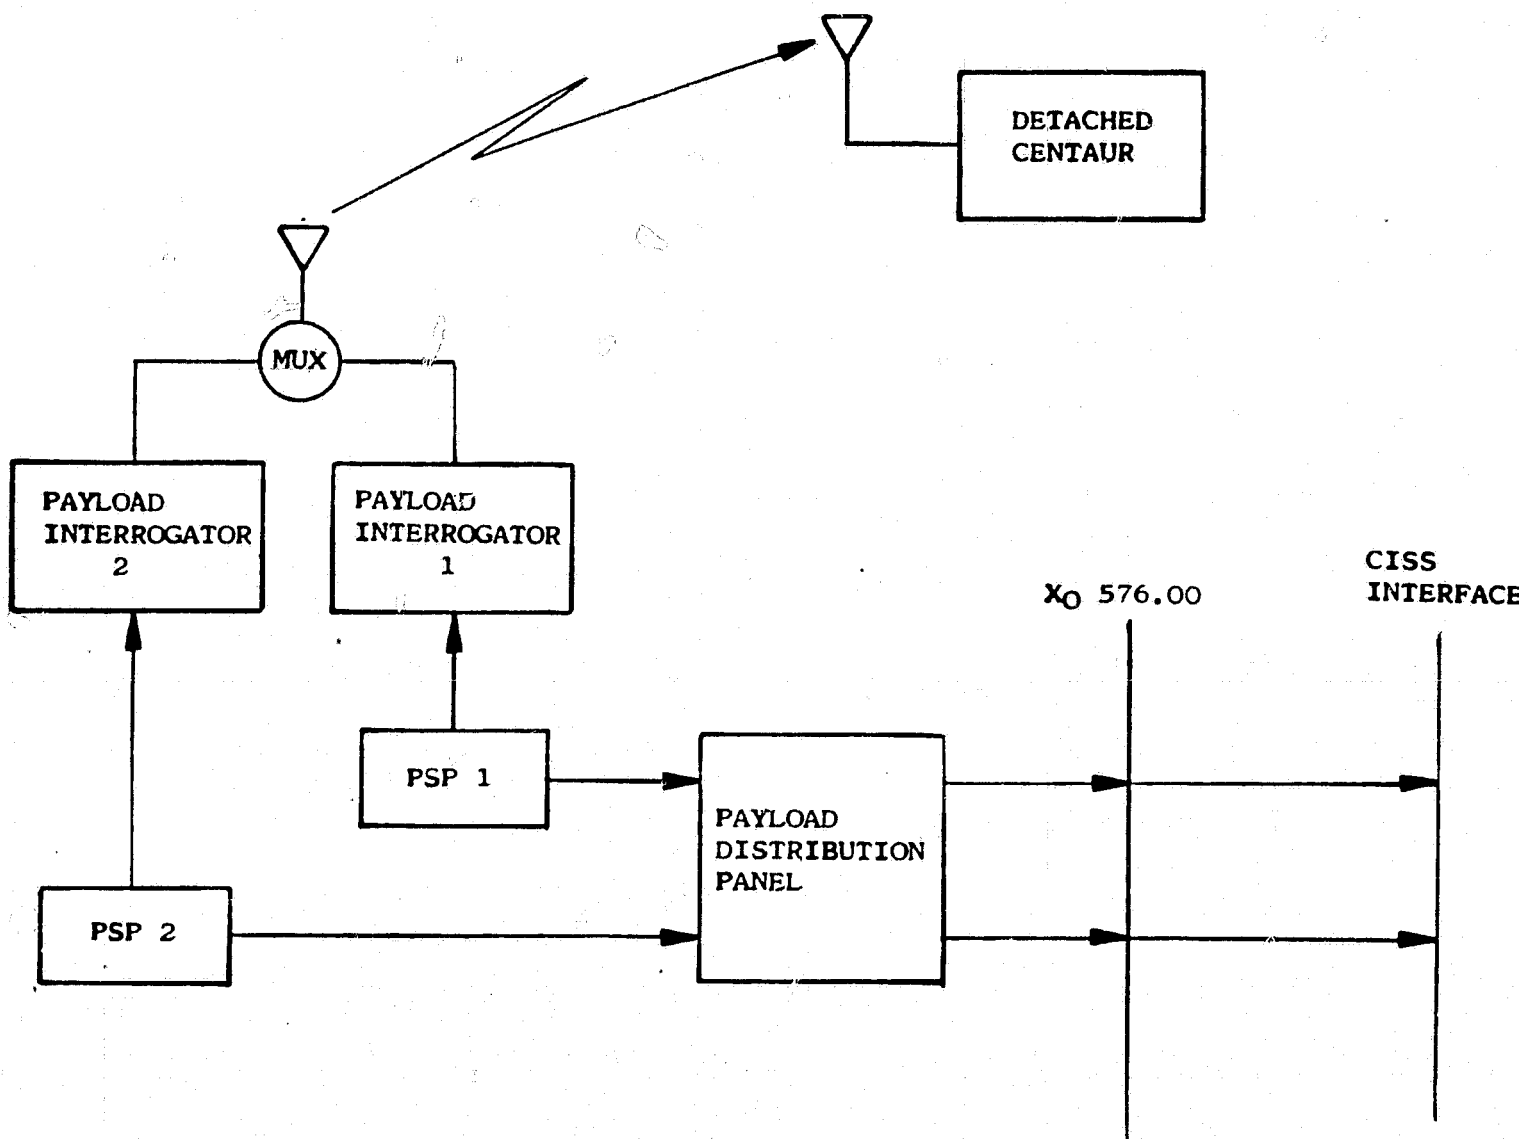 DETACHED
CENTAUR
MUX
PAYLOAD
INTERROGATOR
2
PAYLOAD
INTERROGATOR
1
XO 576.00
CISS
INTERFACE
PSP 1
PAYLOAD
DISTRIBUTION
PANEL
PSP 2